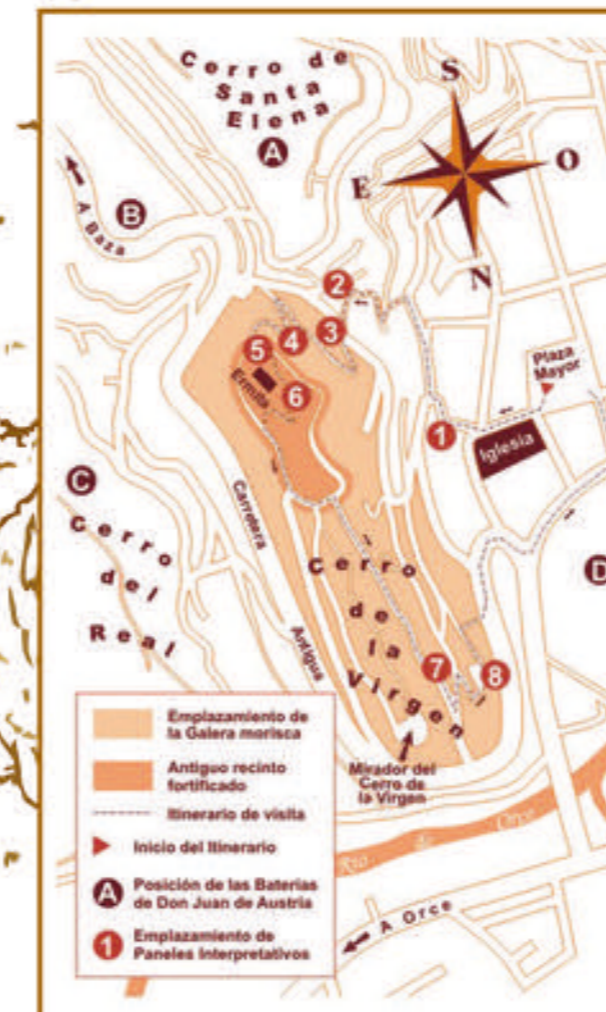 Cerro de
Santa
Elena
A
S
E
O
N
B
A Baza
2
3
4
5
6
Ermita
Plaza
Mayor
1
Iglesia
C
Cerro
del
Real
Carretera
Antigua
D
Cerro
de
la
Virgen
7
8
Mirador del
Cerro de
la Virgen
Río de Orce
A Orce
Emplazamiento de
la Galera morisca
Antiguo recinto
fortificado
Itinerario de visita
Inicio del Itinerario
A
Posición de las Baterias
de Don Juan de Austria
1
Emplazamiento de
Paneles Interpretativos